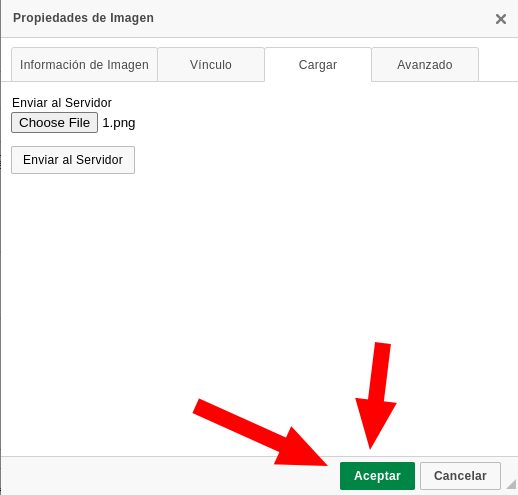 Propiedades de Imagen
Información de Imagen Vínculo Cargar Avanzado
Enviar al Servidor
Choose File 1.png
Enviar al Servidor
Aceptar Cancelar